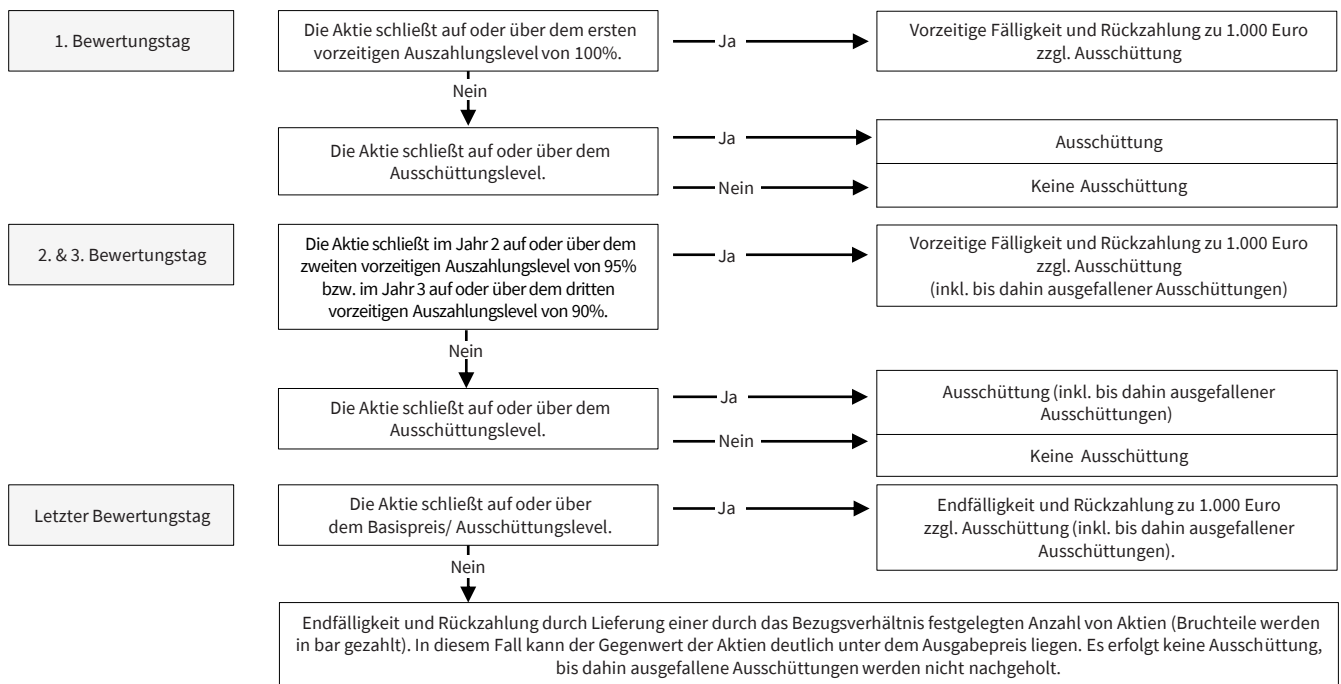 1. Bewertungstag
Die Aktie schließt auf oder über dem ersten
vorzeitigen Auszahlungslevel von 100%.
Ja
Vorzeitige Fälligkeit und Rückzahlung zu 1.000 Euro
zzgl. Ausschüttung
Nein
Die Aktie schließt auf oder über dem
Ausschüttungslevel.
Ja
Ausschüttung
Nein
Keine Ausschüttung
2. & 3. Bewertungstag
Die Aktie schließt im Jahr 2 auf oder über dem
zweiten vorzeitigen Auszahlungslevel von 95%
bzw. im Jahr 3 auf oder über dem dritten
vorzeitigen Auszahlungslevel von 90%.
Ja
Vorzeitige Fälligkeit und Rückzahlung zu 1.000 Euro
zzgl. Ausschüttung
(inkl. bis dahin ausgefallener Ausschüttungen)
Nein
Die Aktie schließt auf oder über dem
Ausschüttungslevel.
Ja
Ausschüttung (inkl. bis dahin ausgefallener
Ausschüttungen)
Nein
Keine Ausschüttung
Letzter Bewertungstag
Die Aktie schließt auf oder über
dem Basispreis/ Ausschüttungslevel.
Ja
Endfälligkeit und Rückzahlung zu 1.000 Euro
zzgl. Ausschüttung (inkl. bis dahin ausgefallener
Ausschüttungen).
Nein
Endfälligkeit und Rückzahlung durch Lieferung einer durch das Bezugsverhältnis festgelegten Anzahl von Aktien (Bruchteile werden
in bar gezahlt). In diesem Fall kann der Gegenwert der Aktien deutlich unter dem Ausgabepreis liegen. Es erfolgt keine Ausschüttung,
bis dahin ausgefallene Ausschüttungen werden nicht nachgeholt.